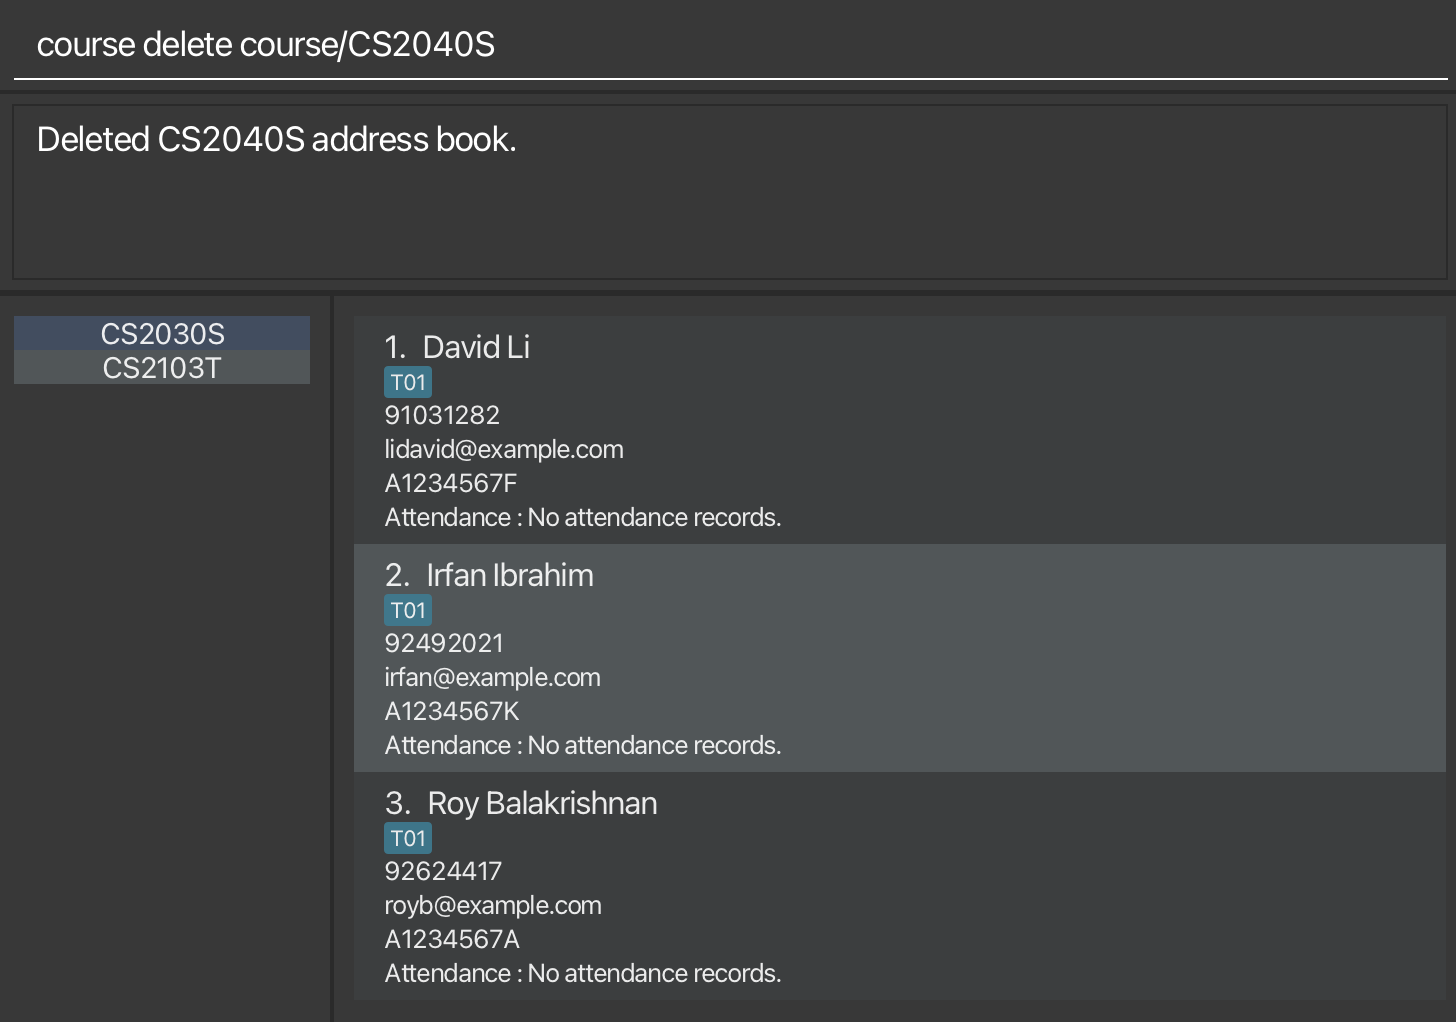 course delete course/CS2040S
Deleted CS2040S address book.
CS2030S
CS2103T
1. David Li
T01
91031282
lidavid@example.com
A1234567F
Attendance : No attendance records.
2. Irfan Ibrahim
T01
92492021
irfan@example.com
A1234567K
Attendance : No attendance records.
3. Roy Balakrishnan
T01
92624417
royb@example.com
A1234567A
Attendance : No attendance records.